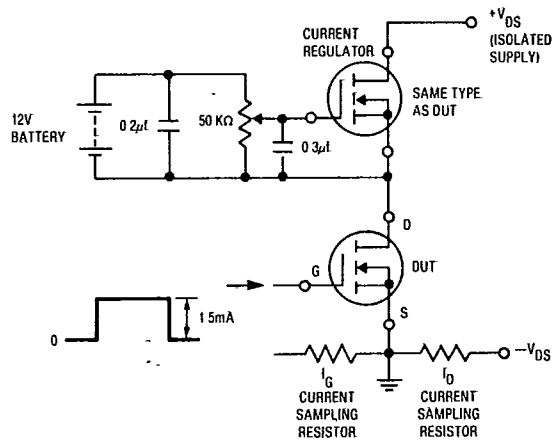 CURRENT
REGULATOR
+VDS
(ISOLATED
SUPPLY)
SAME TYPE
AS DUT
12V
BATTERY
0 2µf.
50 KΩ
0 3µf.
D
DUT
G
S
0
1 5mA
IG
CURRENT
SAMPLING
RESISTOR
ID
CURRENT
SAMPLING
RESISTOR
—VDS